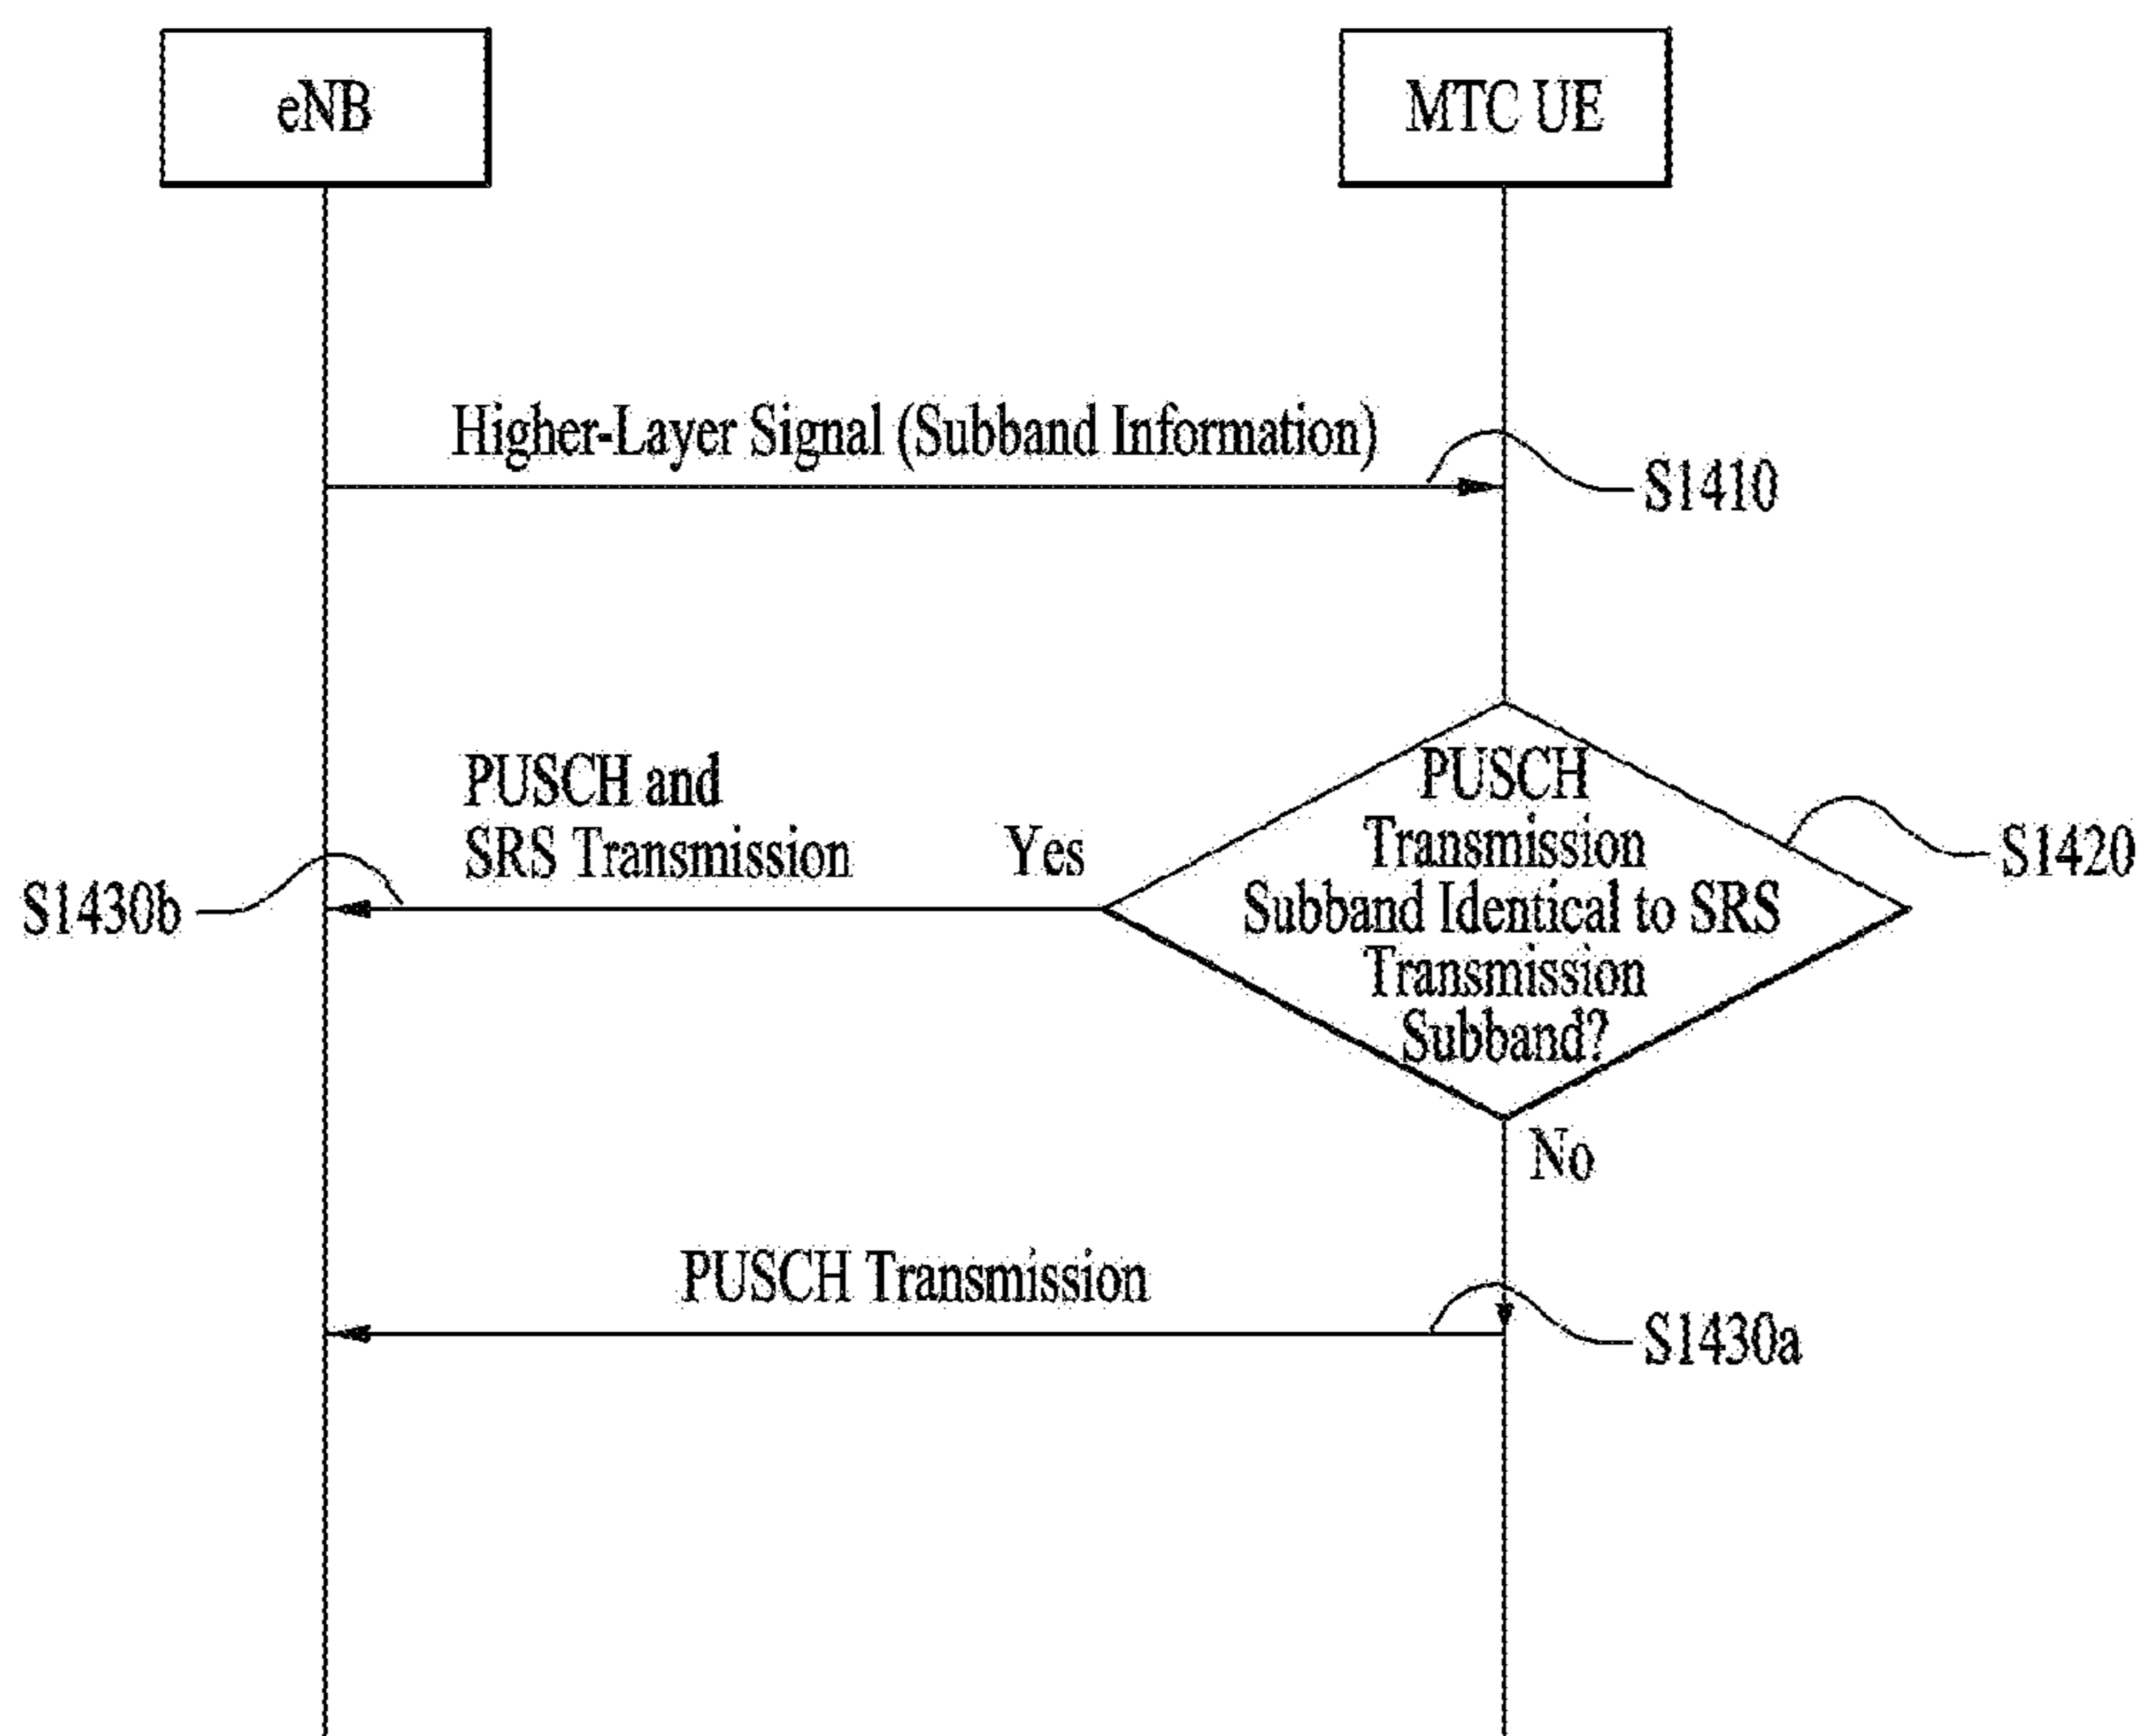 eNB
MTC UE
Higher-Layer Signal (Subband Information)
S1410
PUSCH and
SRS Transmission
Yes
PUSCH
Transmission
Subband Identical to SRS
Transmission
Subband?
S1420
S1430b
No
PUSCH Transmission
S1430a